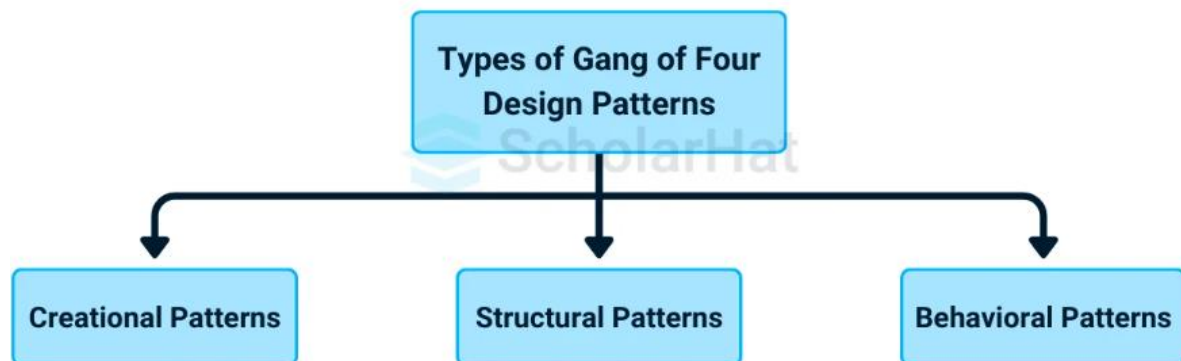 Types of Gang of Four
Design Patterns
ScholarHat
Creational Patterns
Structural Patterns
Behavioral Patterns